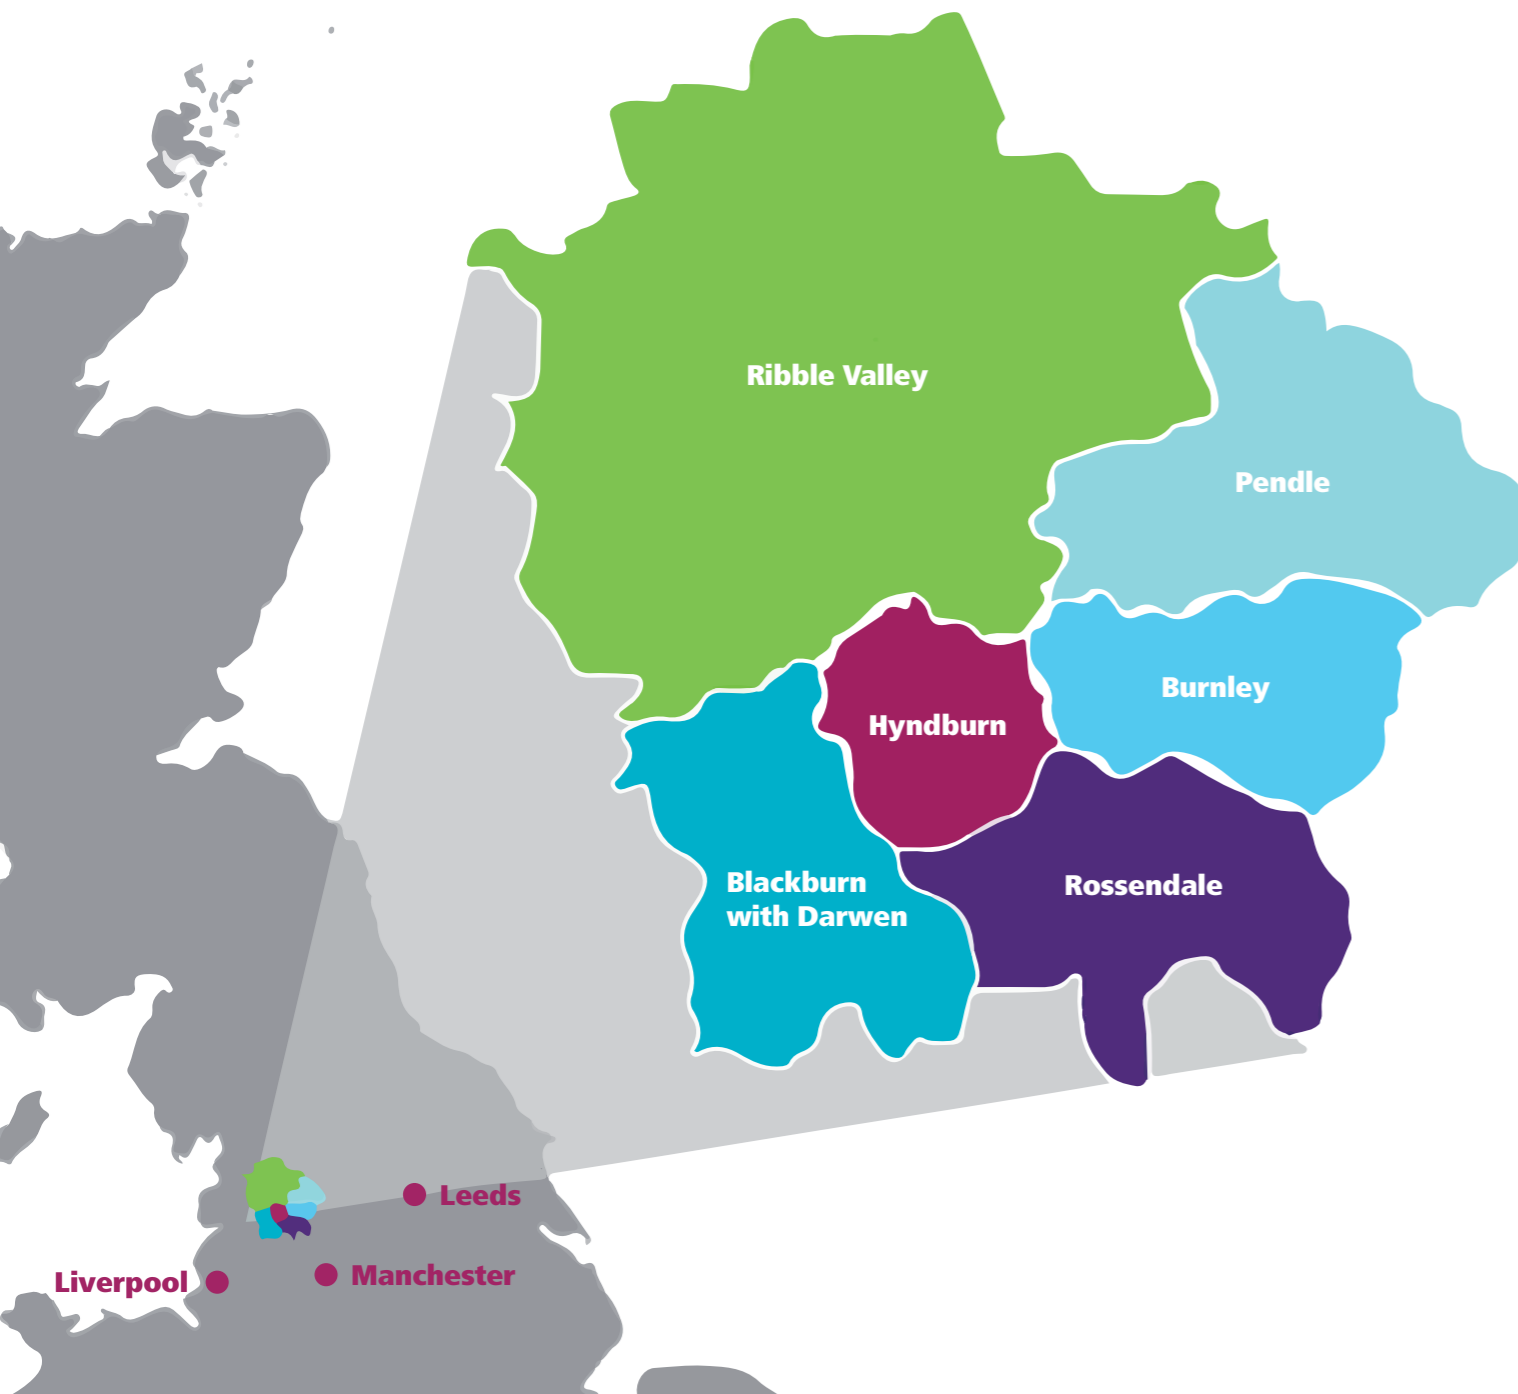 Ribble Valley
Pendle
Burnley
Hyndburn
Blackburn
with Darwen
Rossendale
Leeds
Manchester
Liverpool